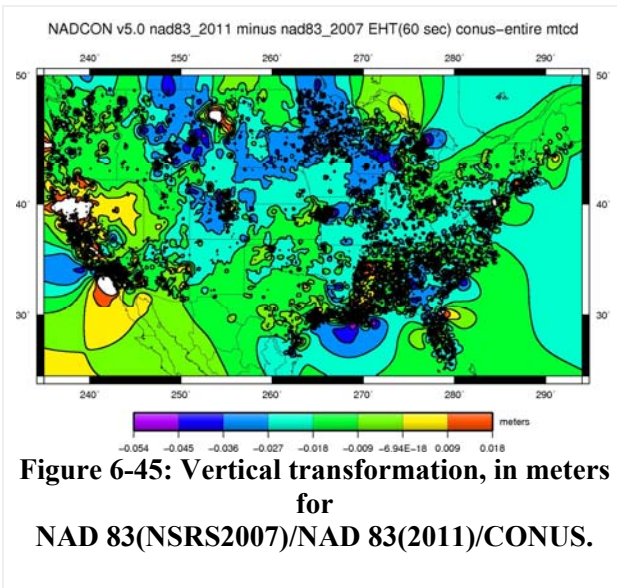 NADCON v5.0 nad83_2011 minus nad83_2007 EHT(60 sec) conus-entire mtcd
240° 250° 260° 270° 280° 290°
50° 50°
40° 40°
30° 30°
240° 250° 260° 270° 280° 290°
meters
-0.054 -0.045 -0.036 -0.027 -0.018 -0.009 -6.94E-18 0.009 0.018
Figure 6-45: Vertical transformation, in meters
for
NAD 83(NSRS2007)/NAD 83(2011)/CONUS.